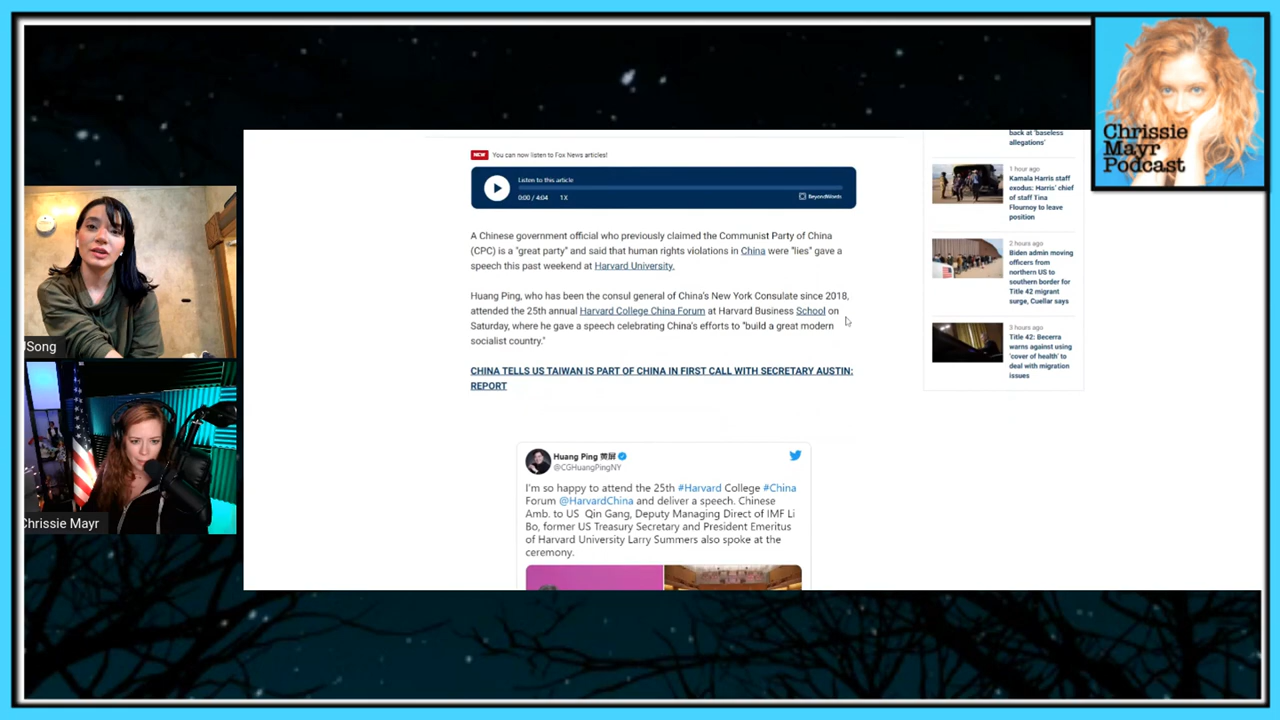 Chrissie
Mayr
Podcast
back at 'baseless
allegations'
NEW You can now listen to Fox News articles!
Listen to this article
0:00 / 4:04 1X
BeyondWords
A Chinese government official who previously claimed the Communist Party of China
(CPC) is a "great party" and said that human rights violations in China were "lies" gave a
speech this past weekend at Harvard University.
Huang Ping, who has been the consul general of China's New York Consulate since 2018,
attended the 25th annual Harvard College China Forum at Harvard Business School on
Saturday, where he gave a speech celebrating China's efforts to "build a great modern
socialist country."
CHINA TELLS US TAIWAN IS PART OF CHINA IN FIRST CALL WITH SECRETARY AUSTIN:
REPORT
Huang Ping 黄屏
@CGHuangPingNY
I'm so happy to attend the 25th #Harvard College #China
Forum @HarvardChina and deliver a speech. Chinese
Amb. to US Qin Gang, Deputy Managing Direct of IMF Li
Bo, former US Treasury Secretary and President Emeritus
of Harvard University Larry Summers also spoke at the
ceremony.
1 hour ago
Kamala Harris staff
exodus: Harris' chief
of staff Tina
Flournoy to leave
position
2 hours ago
Biden admin moving
officers from
northern US to
southern border for
Title 42 migrant
surge, Cuellar says
3 hours ago
Title 42: Becerra
warns against using
'cover of health' to
deal with migration
issues
JSong
Chrissie Mayr